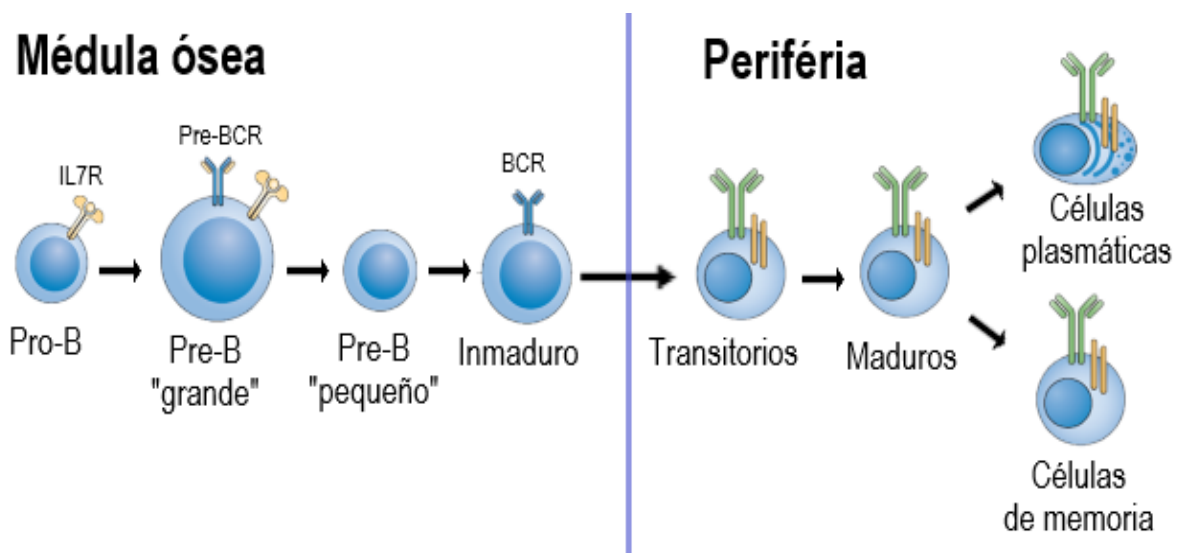 Médula ósea
Periféria
IL7R
Pre-BCR
BCR
Pro-B
Pre-B
"grande"
Pre-B
"pequeño"
Inmaduro
Transitorios
Maduros
Células
plasmáticas
Células
de memoria